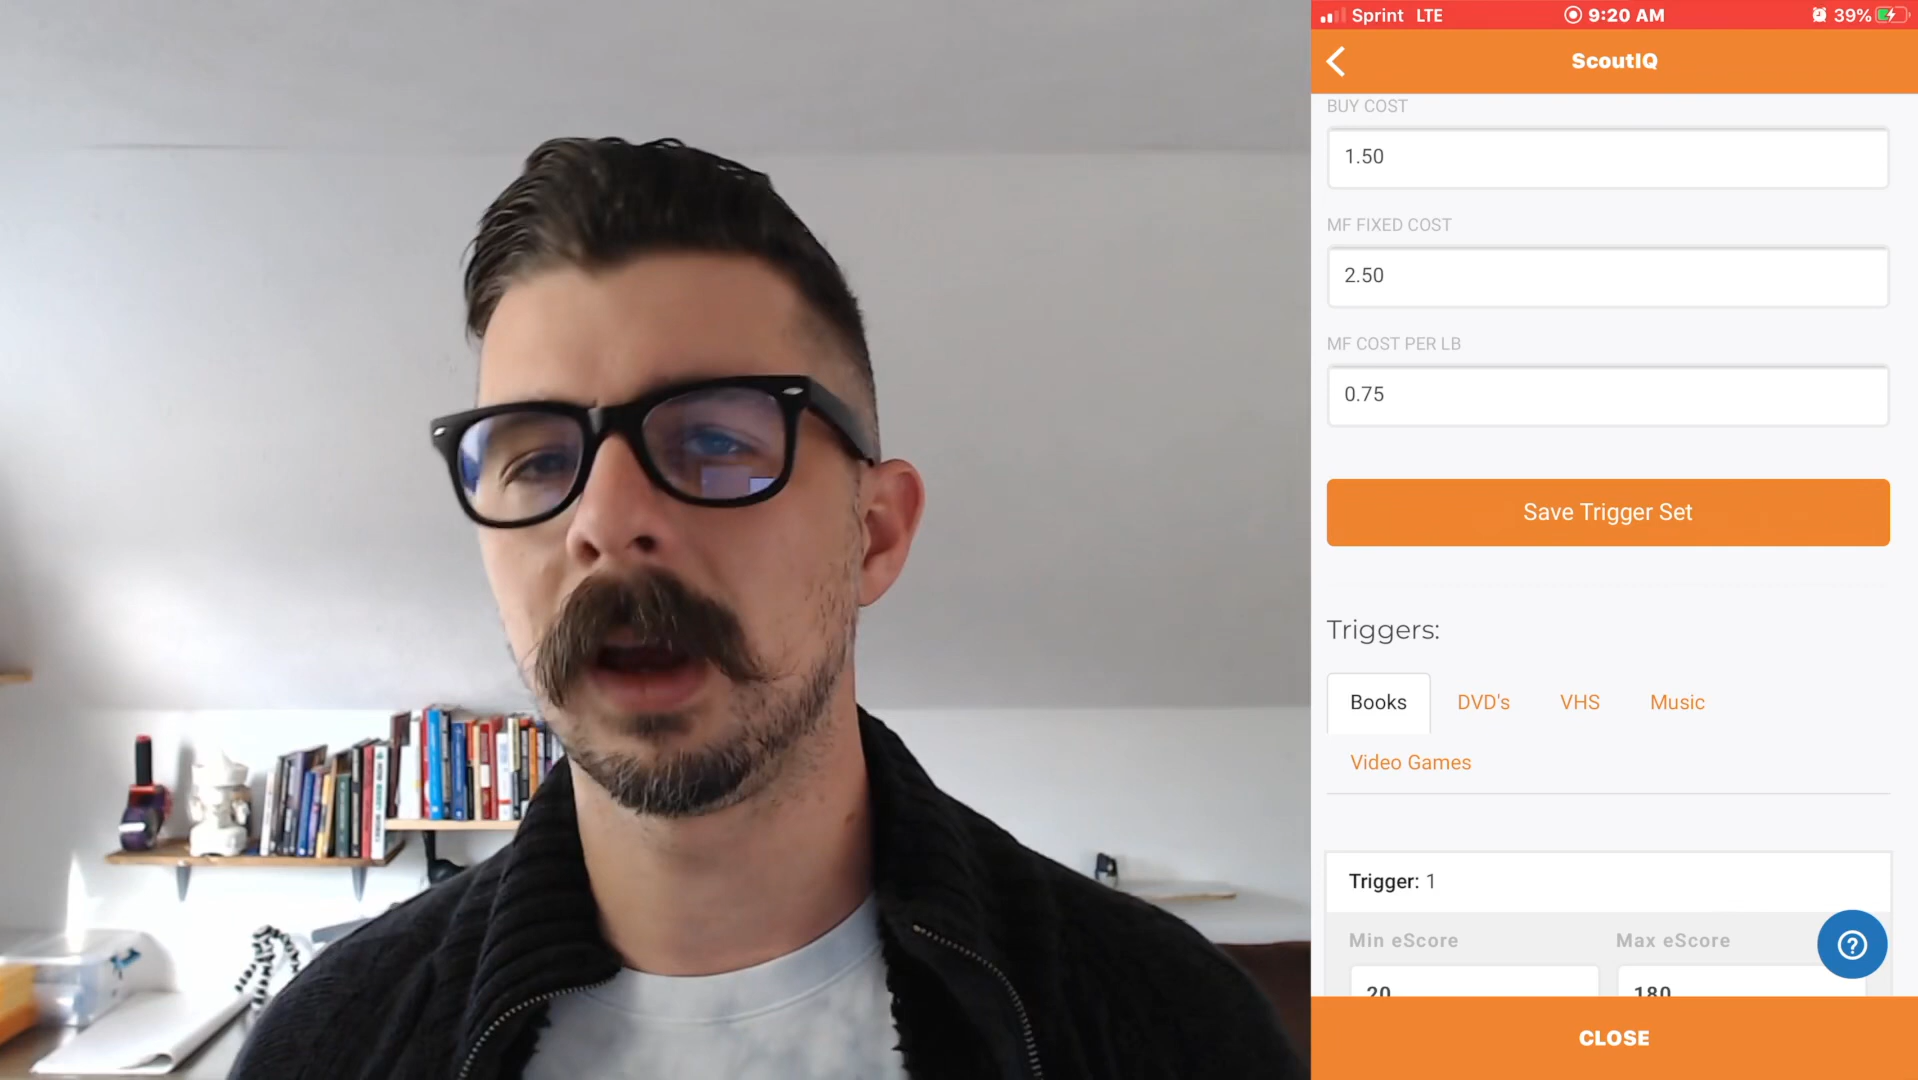 Sprint LTE 9:20 AM 39%
ScoutIQ
BUY COST
1.50
MF FIXED COST
2.50
MF COST PER LB
0.75
Save Trigger Set
Triggers:
Books DVD's VHS Music
Video Games
Trigger: 1
Min eScore Max eScore
20 180
CLOSE